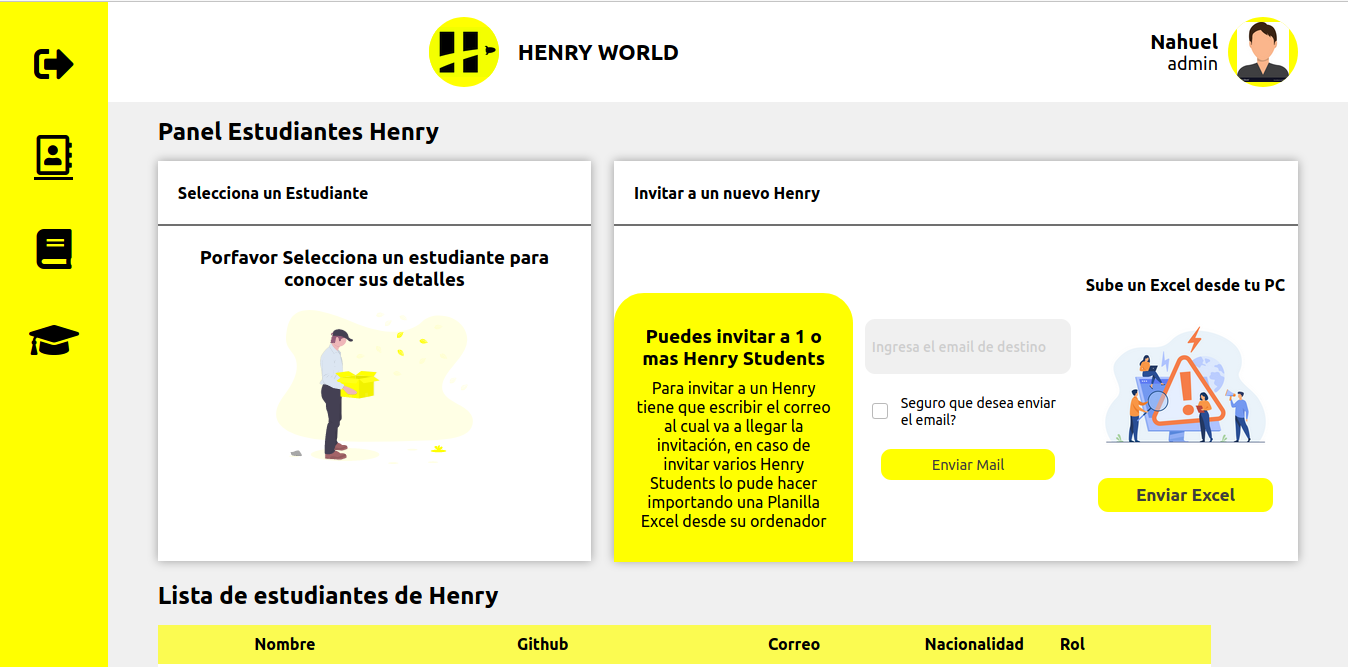 HENRY WORLD
Nahuel
admin
Panel Estudiantes Henry
Selecciona un Estudiante
Porfavor Selecciona un estudiante para
conocer sus detalles
Invitar a un nuevo Henry
Puedes invitar a 1 o
mas Henry Students
Para invitar a un Henry
tiene que escribir el correo
al cual va a llegar la
invitación, en caso de
invitar varios Henry
Students lo pude hacer
importando una Planilla
Excel desde su ordenador
Ingresa el email de destino
Seguro que desea enviar
el email?
Enviar Mail
Sube un Excel desde tu PC
Enviar Excel
Lista de estudiantes de Henry
Nombre Github Correo Nacionalidad Rol